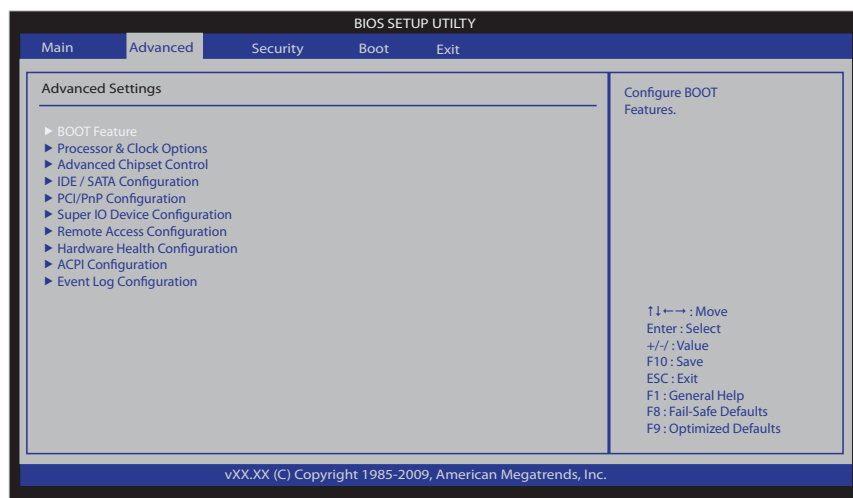 BIOS SETUP UTILTY
Main Advanced Security Boot Exit
Advanced Settings
▶ BOOT Feature
▶ Processor & Clock Options
▶ Advanced Chipset Control
▶ IDE / SATA Configuration
▶ PCI/PnP Configuration
▶ Super IO Device Configuration
▶ Remote Access Configuration
▶ Hardware Health Configuration
▶ ACPI Configuration
▶ Event Log Configuration
Configure BOOT
Features.
↑↓←→ : Move
Enter : Select
+/-/ : Value
F10 : Save
ESC : Exit
F1 : General Help
F8 : Fail-Safe Defaults
F9 : Optimized Defaults
vXX.XX (C) Copyright 1985-2009, American Megatrends, Inc.